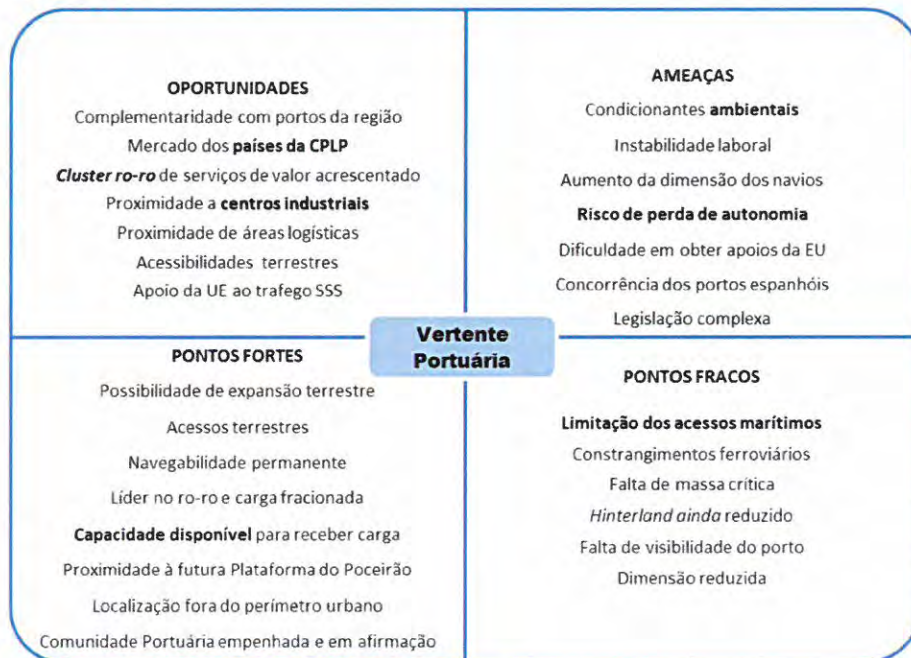 OPORTUNIDADES
Complementaridade com portos da região
Mercado dos países da CPLP
Cluster ro-ro de serviços de valor acrescentado
Proximidade a centros industriais
Proximidade de áreas logísticas
Acessibilidades terrestres
Apoio da UE ao trafego SSS
AMEAÇAS
Condicionantes ambientais
Instabilidade laboral
Aumento da dimensão dos navios
Risco de perda de autonomia
Dificuldade em obter apoios da EU
Concorrência dos portos espanhóis
Legislação complexa
Vertente
Portuária
PONTOS FORTES
Possibilidade de expansão terrestre
Acessos terrestres
Navegabilidade permanente
Líder no ro-ro e carga fracionada
Capacidade disponível para receber carga
Proximidade à futura Plataforma do Poceirão
Localização fora do perímetro urbano
Comunidade Portuária empenhada e em afirmação
PONTOS FRACOS
Limitação dos acessos marítimos
Constrangimentos ferroviários
Falta de massa crítica
Hinterland ainda reduzido
Falta de visibilidade do porto
Dimensão reduzida